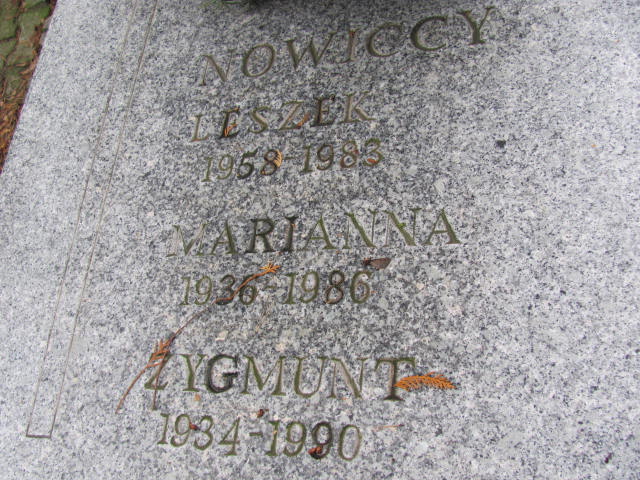 NOWICCY
LESZEK
1958 1983
MARIANNA
1936-1986
ZYGMUNT
1934-1990